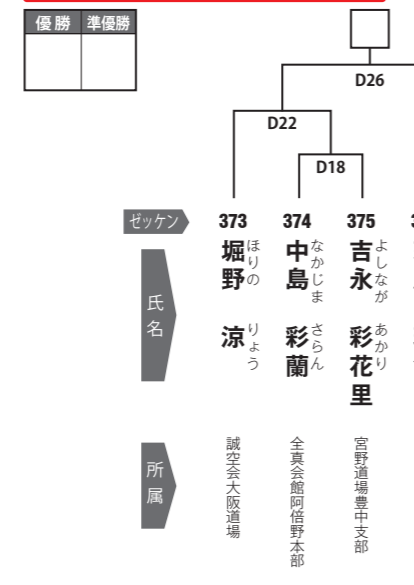 優勝 準優勝
D26
D22
D18
ゼッケン 373 374 375
氏名
堀野 涼
ほりの りょう
中島 彩蘭
なかじま さらん
吉永 彩花里
よしなが あかり
所属
誠空会大阪道場
全真会館阿倍野本部
宮野道場豊中支部